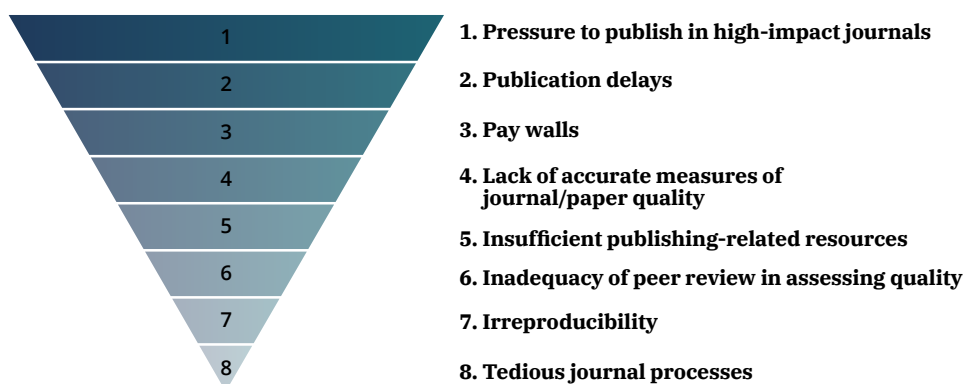 1
1. Pressure to publish in high-impact journals
2
2. Publication delays
3
3. Pay walls
4
4. Lack of accurate measures of
journal/paper quality
5
5. Insufficient publishing-related resources
6
6. Inadequacy of peer review in assessing quality
7
7. Irreproducibility
8
8. Tedious journal processes